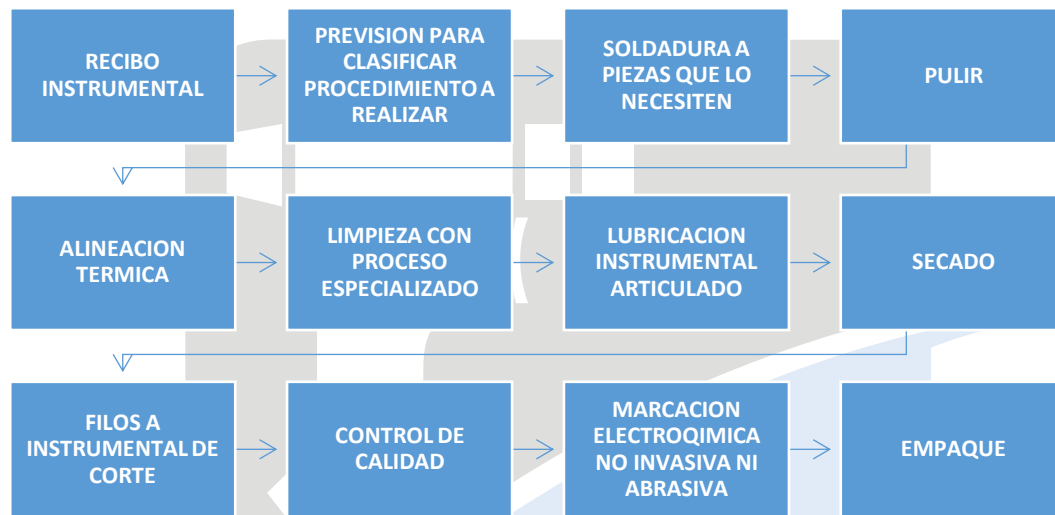 RECIBO
INSTRUMENTAL
PREVISION PARA
CLASIFICAR
PROCEDIMIENTO A
REALIZAR
SOLDADURA A
PIEZAS QUE LO
NECESITEN
PULIR
ALINEACION
TERMICA
LIMPIEZA CON
PROCESO
ESPECIALIZADO
LUBRICACION
INSTRUMENTAL
ARTICULADO
SECADO
FILOS A
INSTRUMENTAL DE
CORTE
CONTROL DE
CALIDAD
MARCACION
ELECTROQIMICA
NO INVASIVA NI
ABRASIVA
EMPAQUE